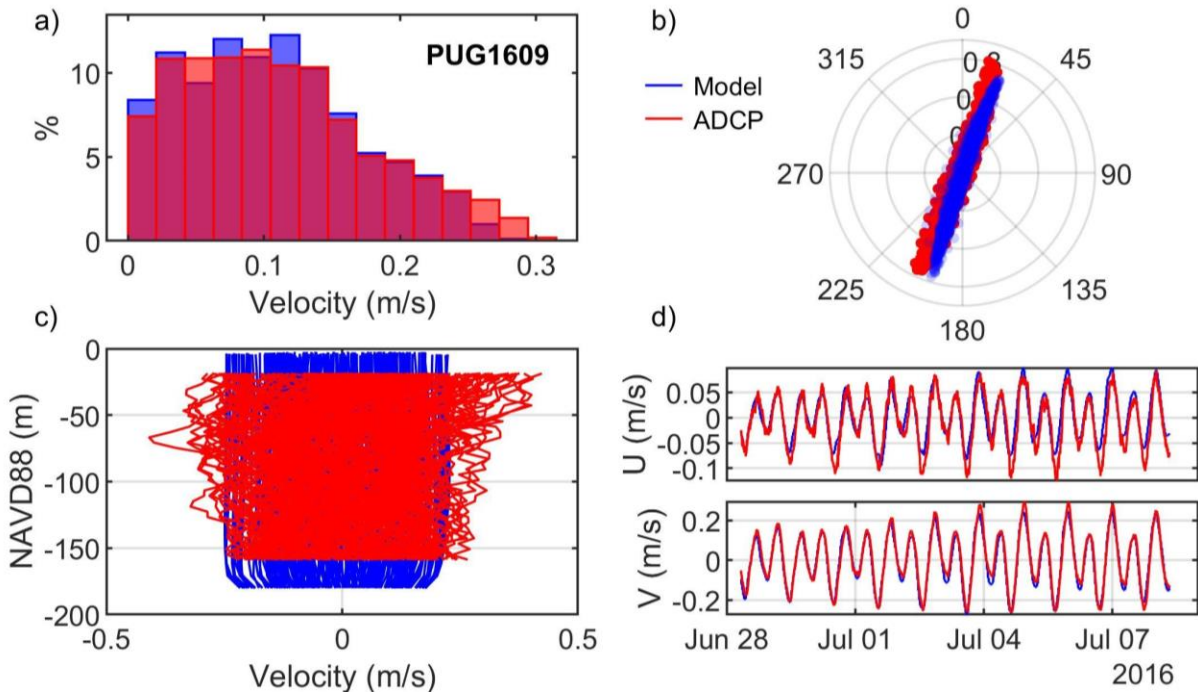 a)
PUG1609
10
5
0
%
0 0.1 0.2 0.3
Velocity (m/s)
b)
0
45
90
135
180
225
270
315
Model
ADCP
c)
0
-50
-100
-150
-200
NAVD88 (m)
-0.5 0 0.5
Velocity (m/s)
d)
0.05
0
-0.05
-0.1
U (m/s)
0.2
0
-0.2
V (m/s)
Jun 28 Jul 01 Jul 04 Jul 07
2016